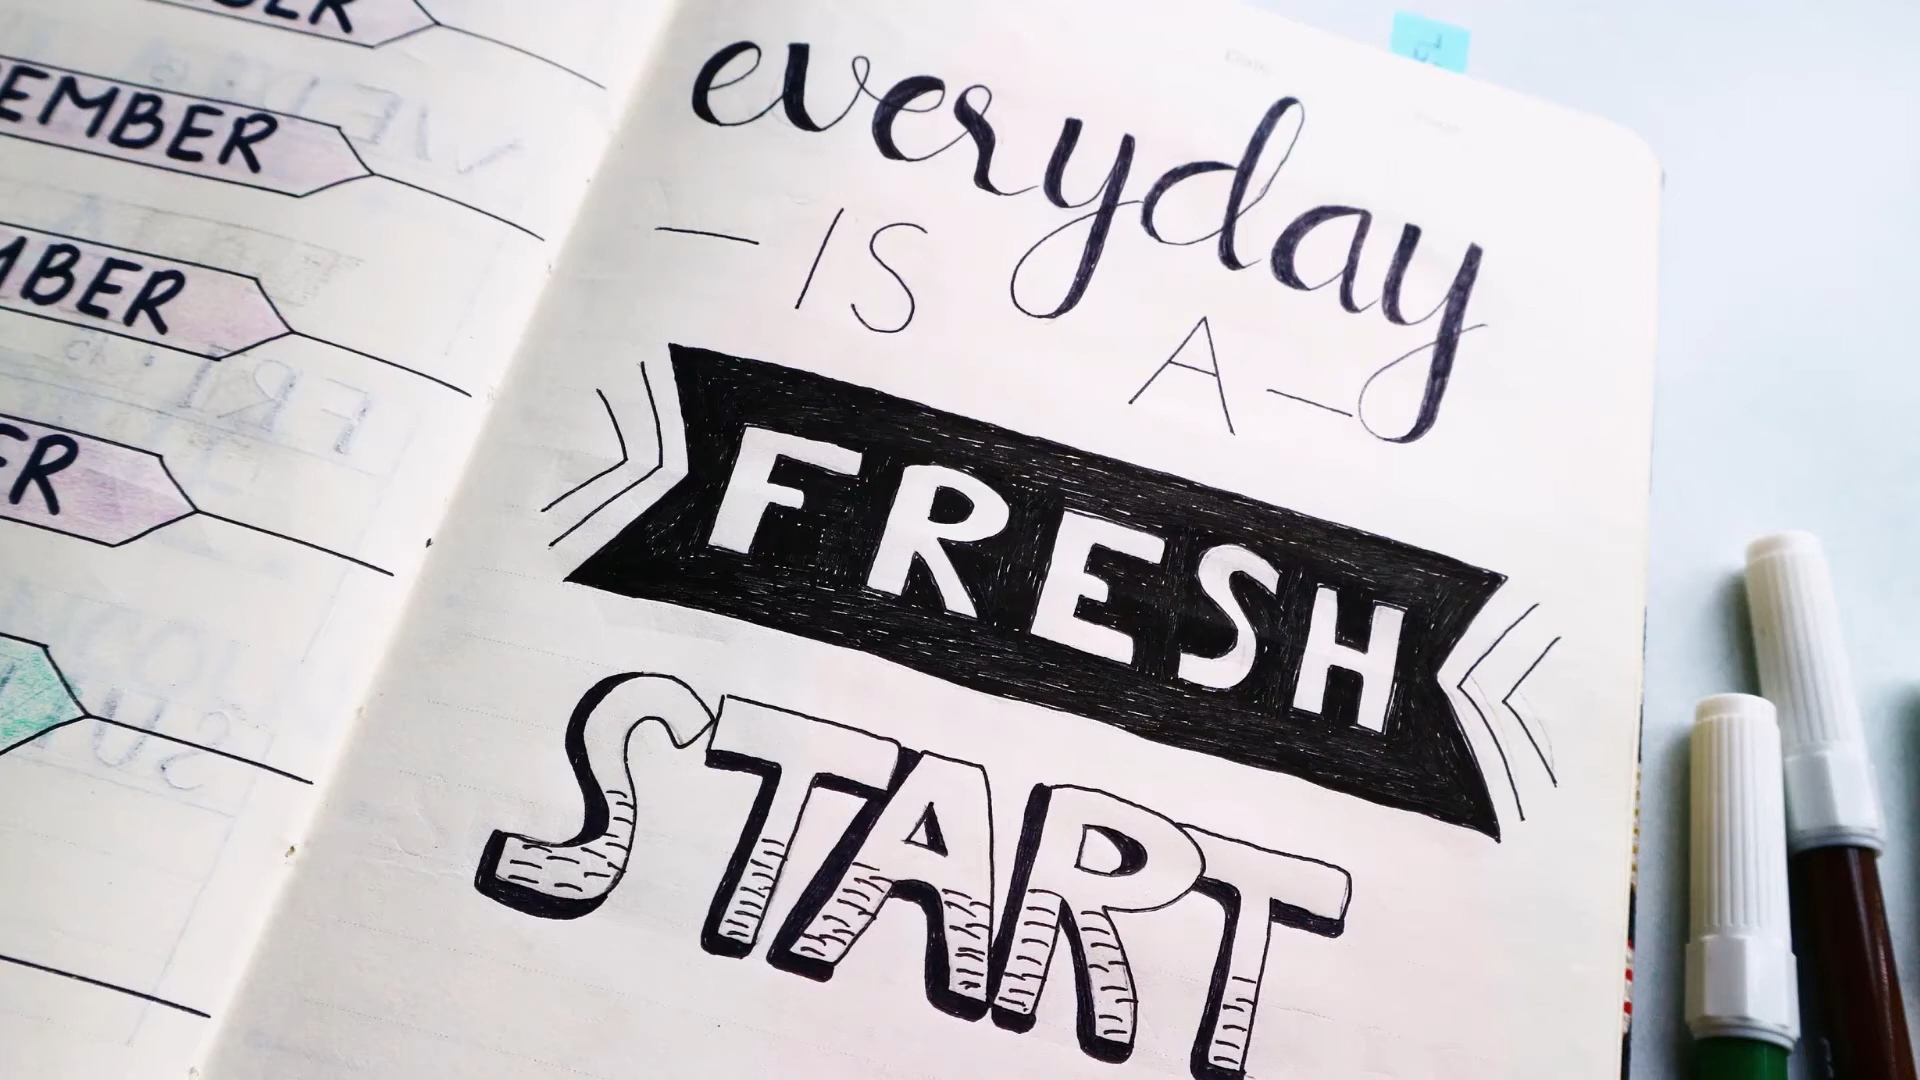 EMBER
MBER
ER
everyday
— IS A —
FRESH
START